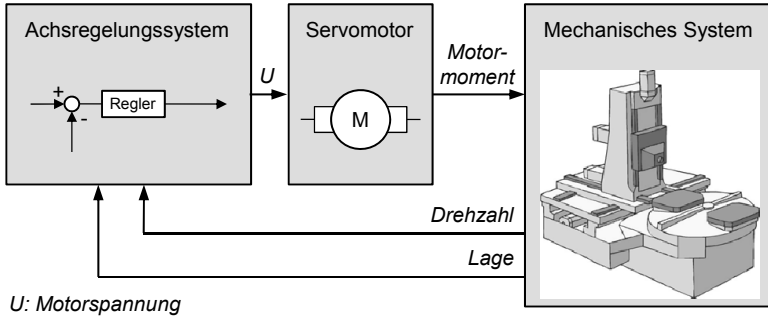 Achsregelungssystem
Servomotor
Mechanisches System
U
Motor-
moment
+
-
Regler
M
Drehzahl
Lage
U: Motorspannung